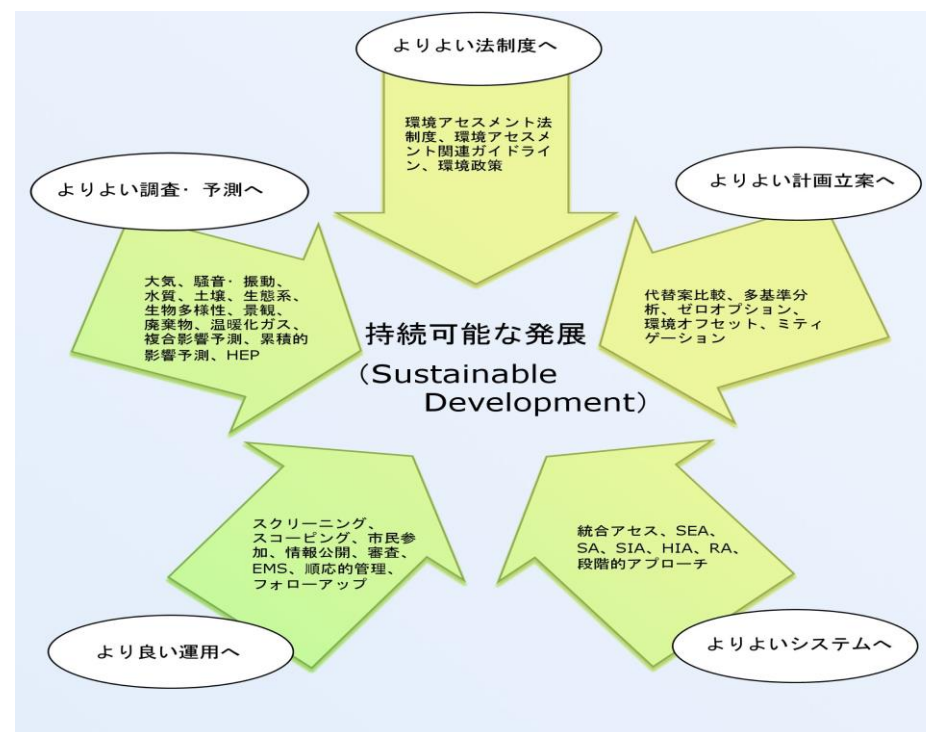 よりよい法制度へ
環境アセスメント法
制度、環境アセスメ
ント関連ガイドライ
ン、環境政策
よりよい調査・予測へ
大気、騒音・振動、
水質、土壌、生態系、
生物多様性、景観、
廃棄物、温暖化ガス、
複合影響予測、累積的
影響予測、HEP
よりよい計画立案へ
代替案比較、多基準分
析、ゼロオプション、
環境オフセット、ミティ
ゲーション
持続可能な発展
（Sustainable
Development）
スクリーニング、
スコーピング、市民参
加、情報公開、審査、
EMS、順応的管理、
フォローアップ
より良い運用へ
統合アセス、SEA、
SA、SIA、HIA、RA、
段階的アプローチ
よりよいシステムへ